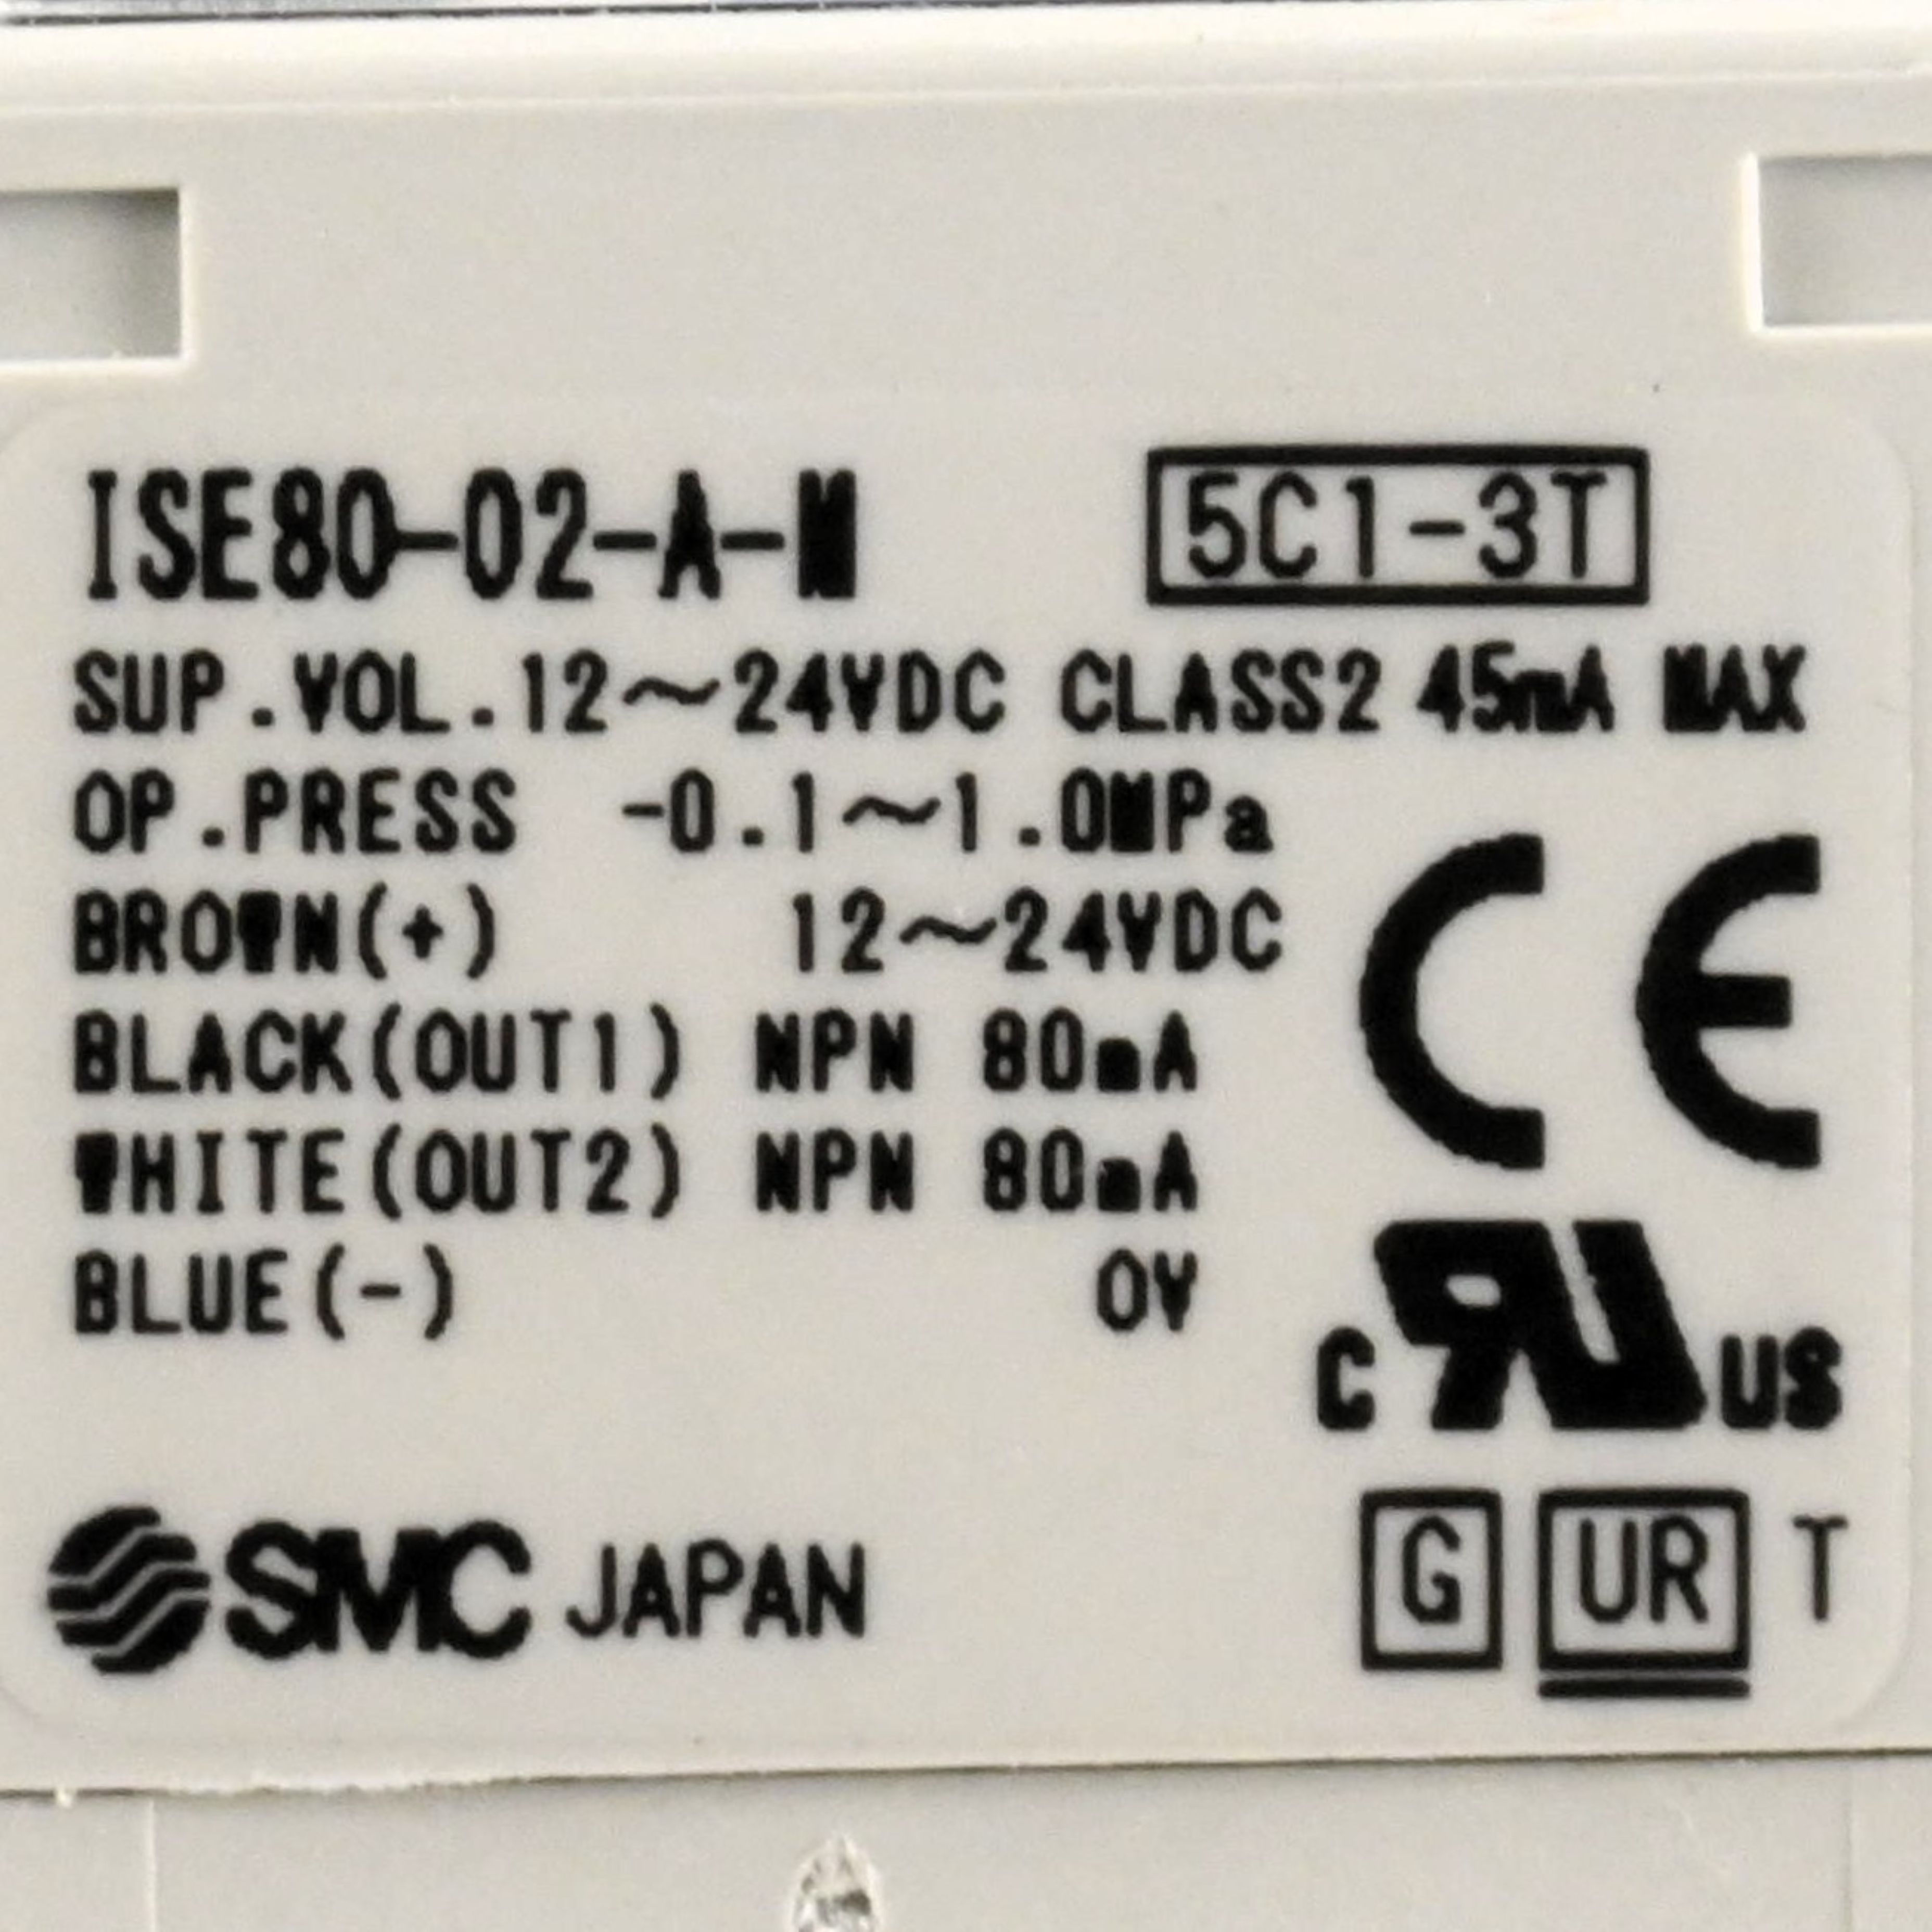 ISE80-02-A-M 5C1-3T
SUP.VOL.12~24VDC CLASS2 45mA MAX
OP.PRESS -0.1~1.0MPa
BROWN(+) 12~24VDC
BLACK(OUT1) NPN 80mA
WHITE(OUT2) NPN 80mA
BLUE(-) 0V
CE
C RU US
SMC JAPAN
G UR T